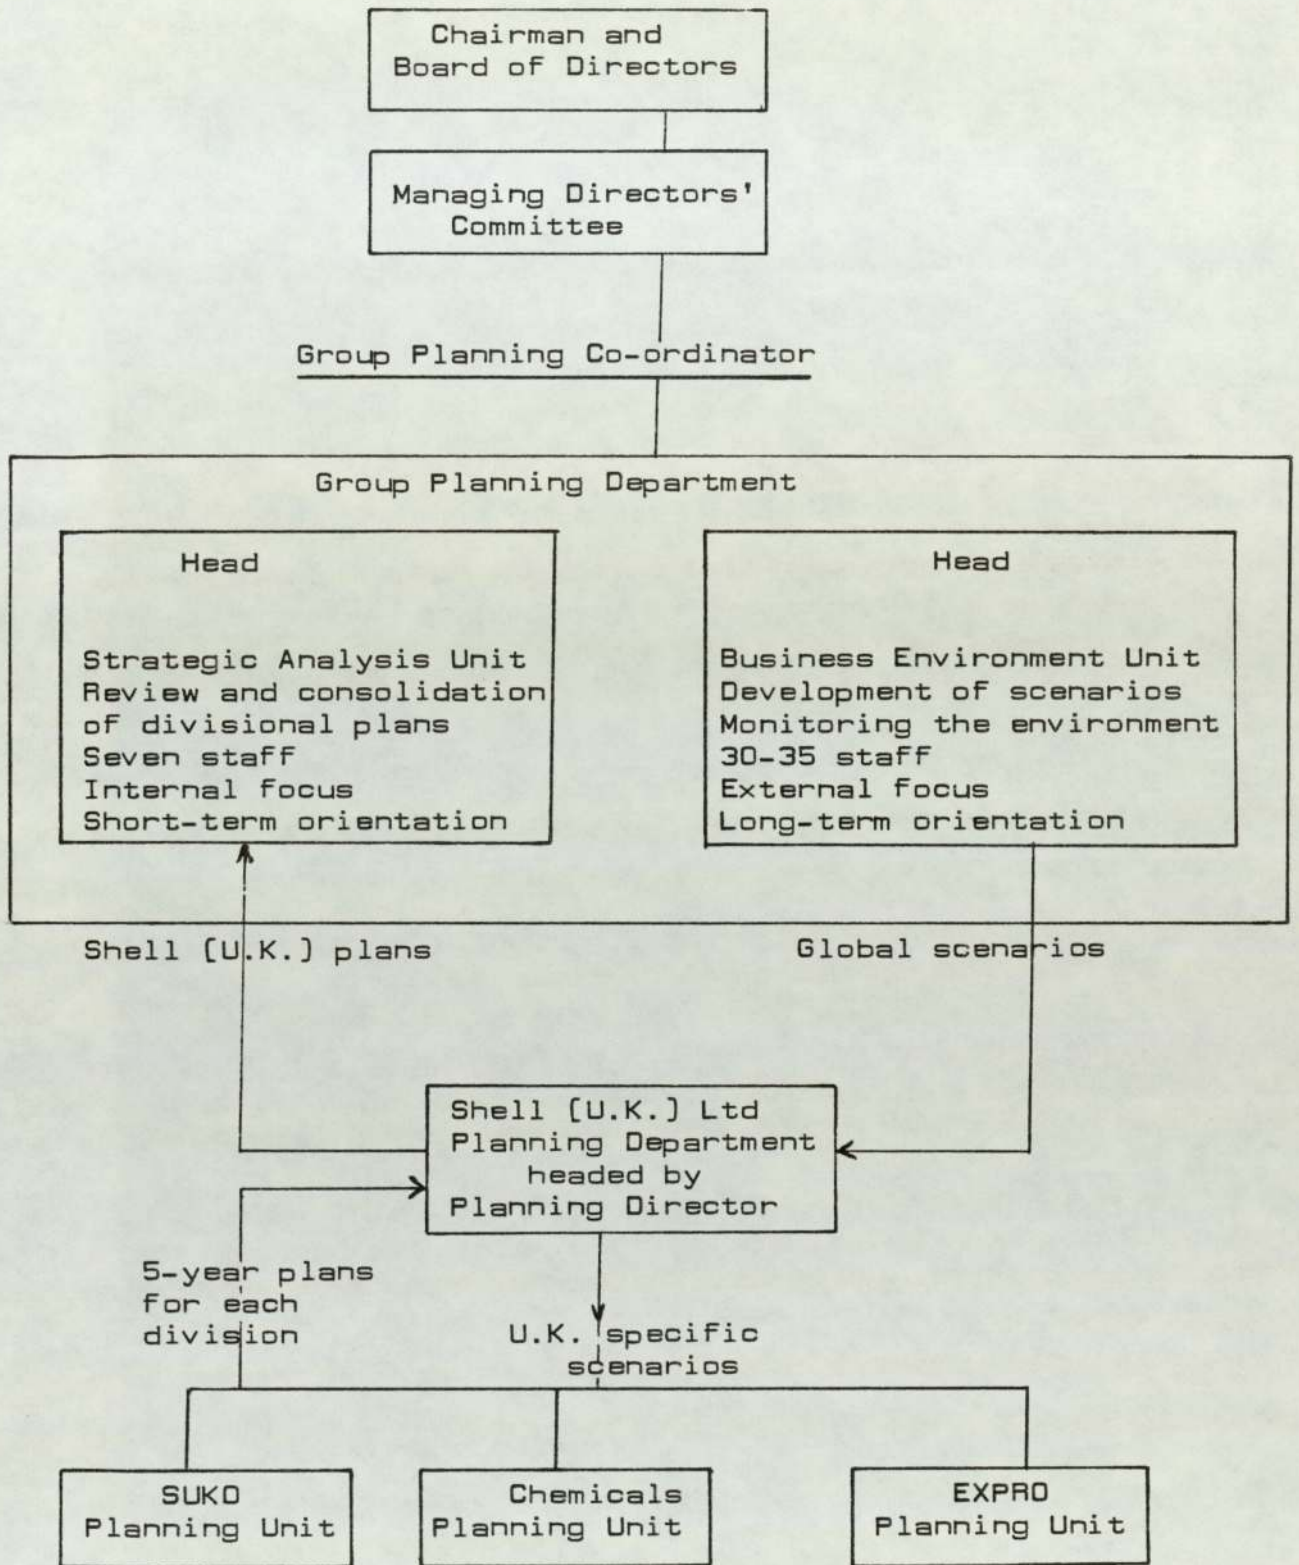 Chairman and
Board of Directors
Managing Directors'
Committee
Group Planning Co-ordinator
Group Planning Department
Head
Strategic Analysis Unit
Review and consolidation
of divisional plans
Seven staff
Internal focus
Short-term orientation
Head
Business Environment Unit
Development of scenarios
Monitoring the environment
30-35 staff
External focus
Long-term orientation
Shell (U.K.) plans
Global scenarios
Shell (U.K.) Ltd
Planning Department
headed by
Planning Director
5-year plans
for each
division
U.K. specific
scenarios
SUKO
Planning Unit
Chemicals
Planning Unit
EXPRO
Planning Unit